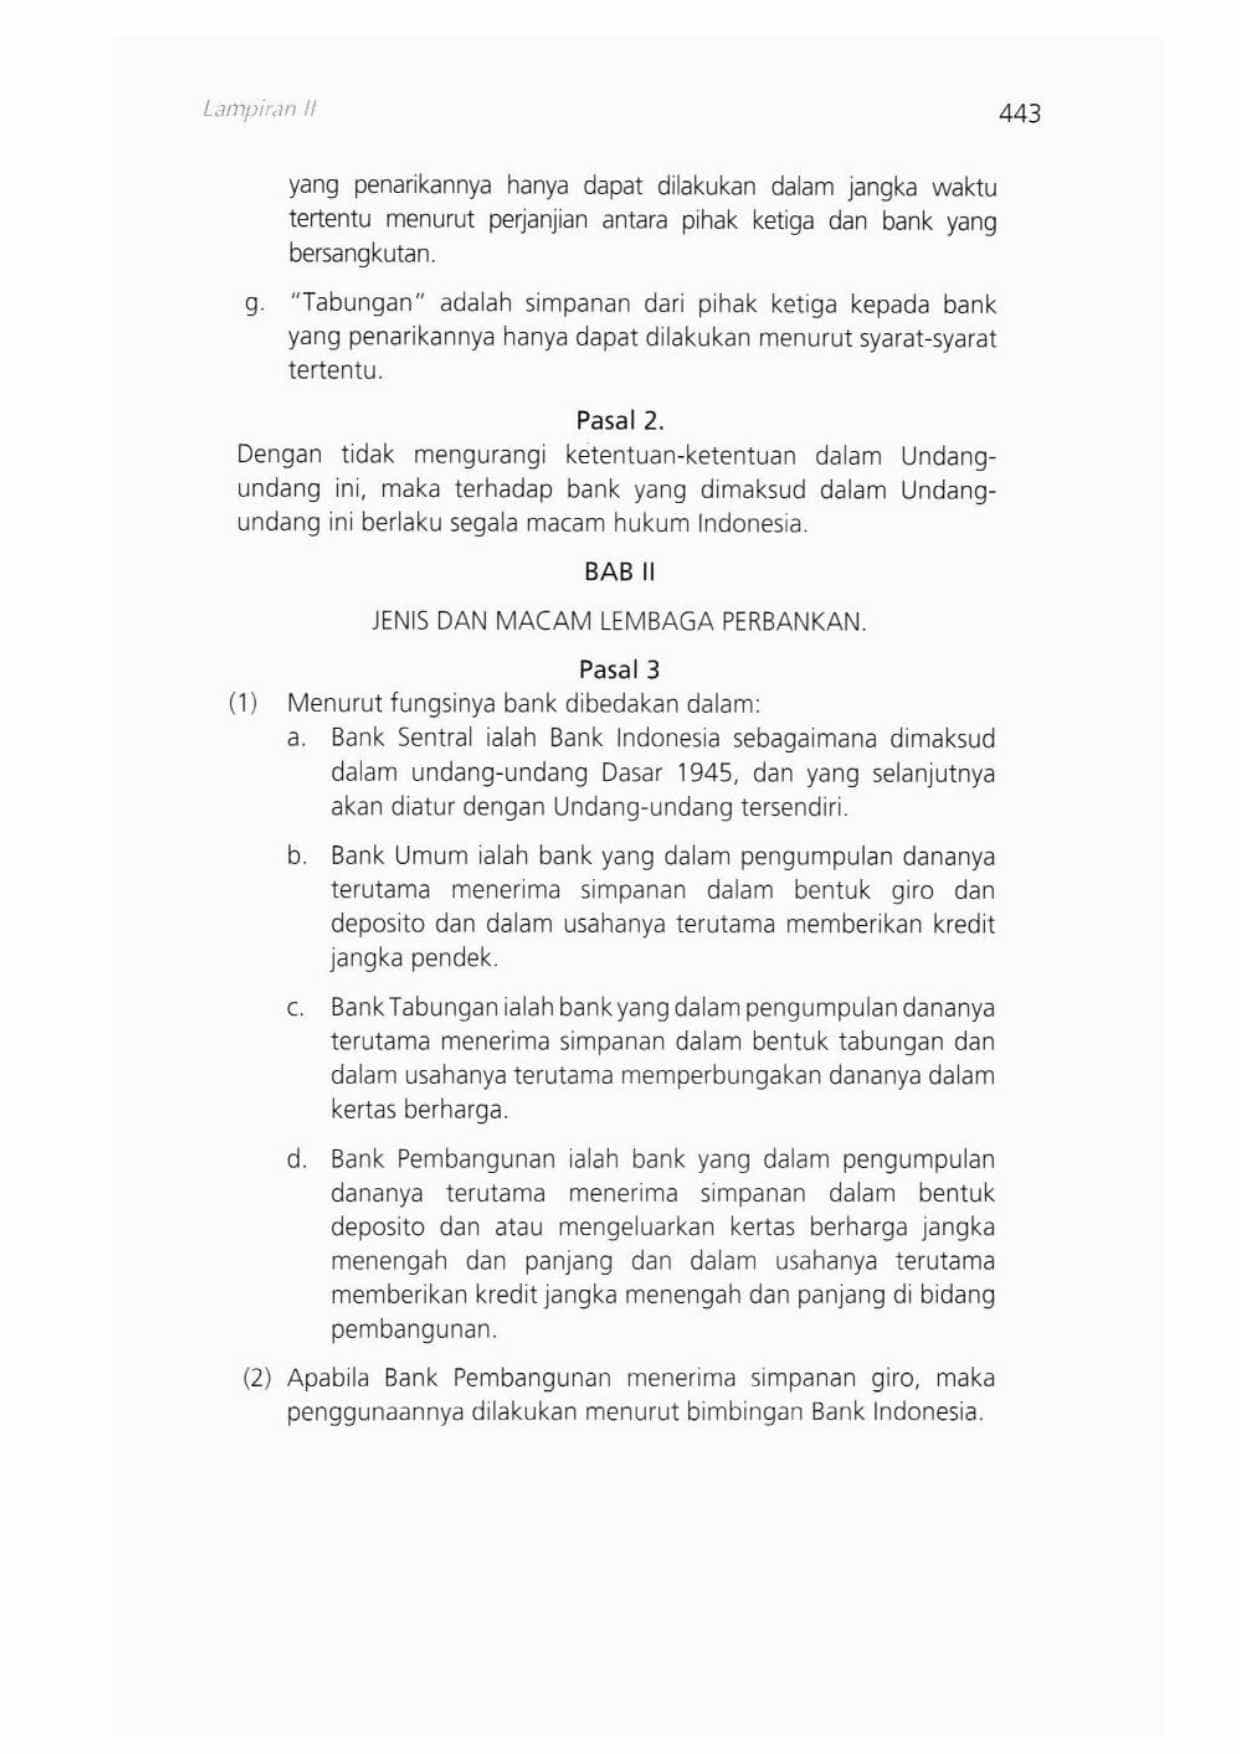 Lampiran II
443
yang penarikannya hanya dapat dilakukan dalam jangka waktu
tertentu menurut perjanjian antara pihak ketiga dan bank yang
bersangkutan.
g. "Tabungan" adalah simpanan dari pihak ketiga kepada bank
yang penarikannya hanya dapat dilakukan menurut syarat-syarat
tertentu.
Pasal 2.
Dengan tidak mengurangi ketentuan-ketentuan dalam Undang-
undang ini, maka terhadap bank yang dimaksud dalam Undang-
undang ini berlaku segala macam hukum Indonesia.
BAB II
JENIS DAN MACAM LEMBAGA PERBANKAN.
Pasal 3
(1) Menurut fungsinya bank dibedakan dalam:
a. Bank Sentral ialah Bank Indonesia sebagaimana dimaksud
dalam undang-undang Dasar 1945, dan yang selanjutnya
akan diatur dengan Undang-undang tersendiri.
b. Bank Umum ialah bank yang dalam pengumpulan dananya
terutama menerima simpanan dalam bentuk giro dan
deposito dan dalam usahanya terutama memberikan kredit
jangka pendek.
c. Bank Tabungan ialah bank yang dalam pengumpulan dananya
terutama menerima simpanan dalam bentuk tabungan dan
dalam usahanya terutama memperbungakan dananya dalam
kertas berharga.
d. Bank Pembangunan ialah bank yang dalam pengumpulan
dananya terutama menerima simpanan dalam bentuk
deposito dan atau mengeluarkan kertas berharga jangka
menengah dan panjang dan dalam usahanya terutama
memberikan kredit jangka menengah dan panjang di bidang
pembangunan.
(2) Apabila Bank Pembangunan menerima simpanan giro, maka
penggunaannya dilakukan menurut bimbingan Bank Indonesia.